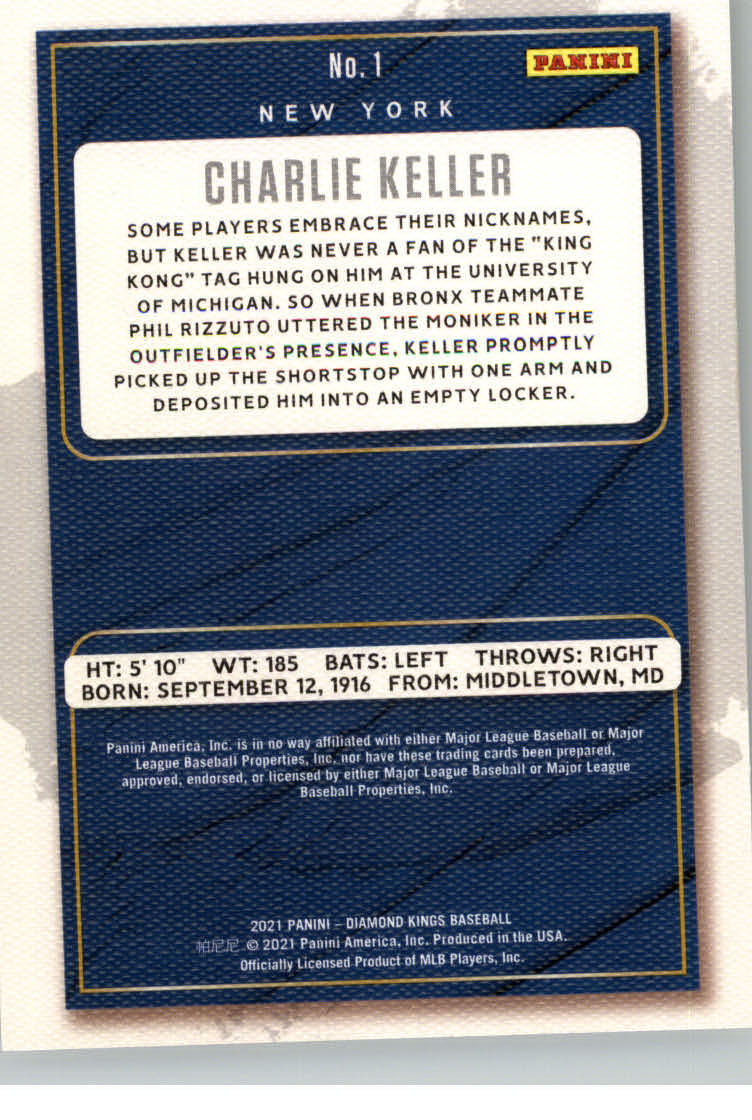 No. 1
PANINI
NEW YORK
CHARLIE KELLER
SOME PLAYERS EMBRACE THEIR NICKNAMES,
BUT KELLER WAS NEVER A FAN OF THE "KING
KONG" TAG HUNG ON HIM AT THE UNIVERSITY
OF MICHIGAN. SO WHEN BRONX TEAMMATE
PHIL RIZZUTO UTTERED THE MONIKER IN THE
OUTFIELDER'S PRESENCE, KELLER PROMPTLY
PICKED UP THE SHORTSTOP WITH ONE ARM AND
DEPOSITED HIM INTO AN EMPTY LOCKER.
HT: 5' 10" WT: 185 BATS: LEFT THROWS: RIGHT
BORN: SEPTEMBER 12, 1916 FROM: MIDDLETOWN, MD
Panini America, Inc. is in no way affiliated with either Major League Baseball or Major
League Baseball Properties, Inc. nor have these trading cards been prepared,
approved, endorsed, or licensed by either Major League Baseball or Major League
Baseball Properties, Inc.
2021 PANINI – DIAMOND KINGS BASEBALL
帕尼尼 © 2021 Panini America, Inc. Produced in the USA.
Officially Licensed Product of MLB Players, Inc.